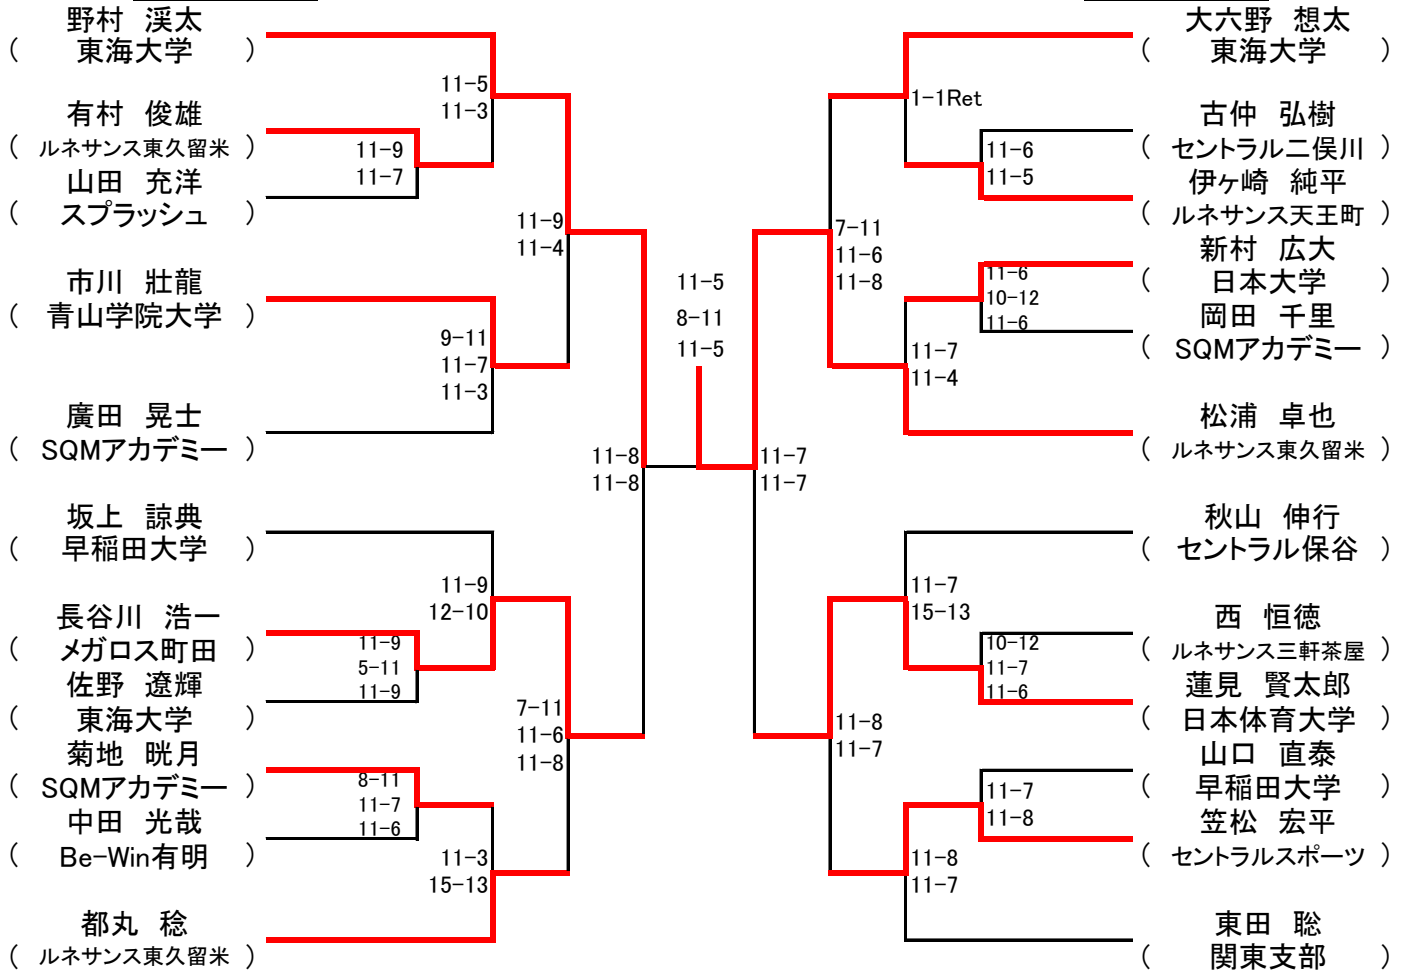 野村 渓太
( 東海大学 )
有村 俊雄
( ルネサンス東久留米 )
山田 充洋
( スプラッシュ )
市川 壯龍
( 青山学院大学 )
廣田 晃士
( SQMアカデミー )
坂上 諒典
( 早稲田大学 )
長谷川 浩一
( メガロス町田 )
佐野 遼輝
( 東海大学 )
菊地 晄月
( SQMアカデミー )
中田 光哉
( Be-Win有明 )
都丸 稔
( ルネサンス東久留米 )
11-5
11-3
11-9
11-7
11-9
11-4
9-11
11-7
11-3
11-8
11-8
11-9
12-10
11-9
5-11
11-9
7-11
11-6
11-8
8-11
11-7
11-6
11-3
15-13
11-5
8-11
11-5
1-1Ret
11-6
11-5
7-11
11-6
11-8
11-6
10-12
11-6
11-7
11-4
11-7
11-7
11-7
15-13
10-12
11-7
11-6
11-8
11-7
11-7
11-8
11-8
11-7
大六野 想太
( 東海大学 )
古仲 弘樹
( セントラル二俣川 )
伊ヶ崎 純平
( ルネサンス天王町 )
新村 広大
( 日本大学 )
岡田 千里
( SQMアカデミー )
松浦 卓也
( ルネサンス東久留米 )
秋山 伸行
( セントラル保谷 )
西 恒徳
( ルネサンス三軒茶屋 )
蓮見 賢太郎
( 日本体育大学 )
山口 直泰
( 早稲田大学 )
笠松 宏平
( セントラルスポーツ )
東田 聡
( 関東支部 )